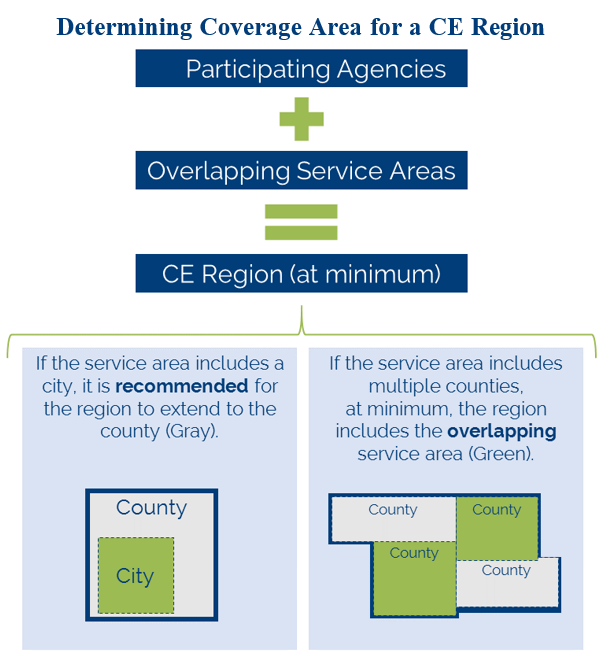 Determining Coverage Area for a CE Region
Participating Agencies
Overlapping Service Areas
CE Region (at minimum)
If the service area includes a
city, it is recommended for
the region to extend to the
county (Gray).
County
City
If the service area includes
multiple counties,
at minimum, the region
includes the overlapping
service area (Green).
County
County
County
County